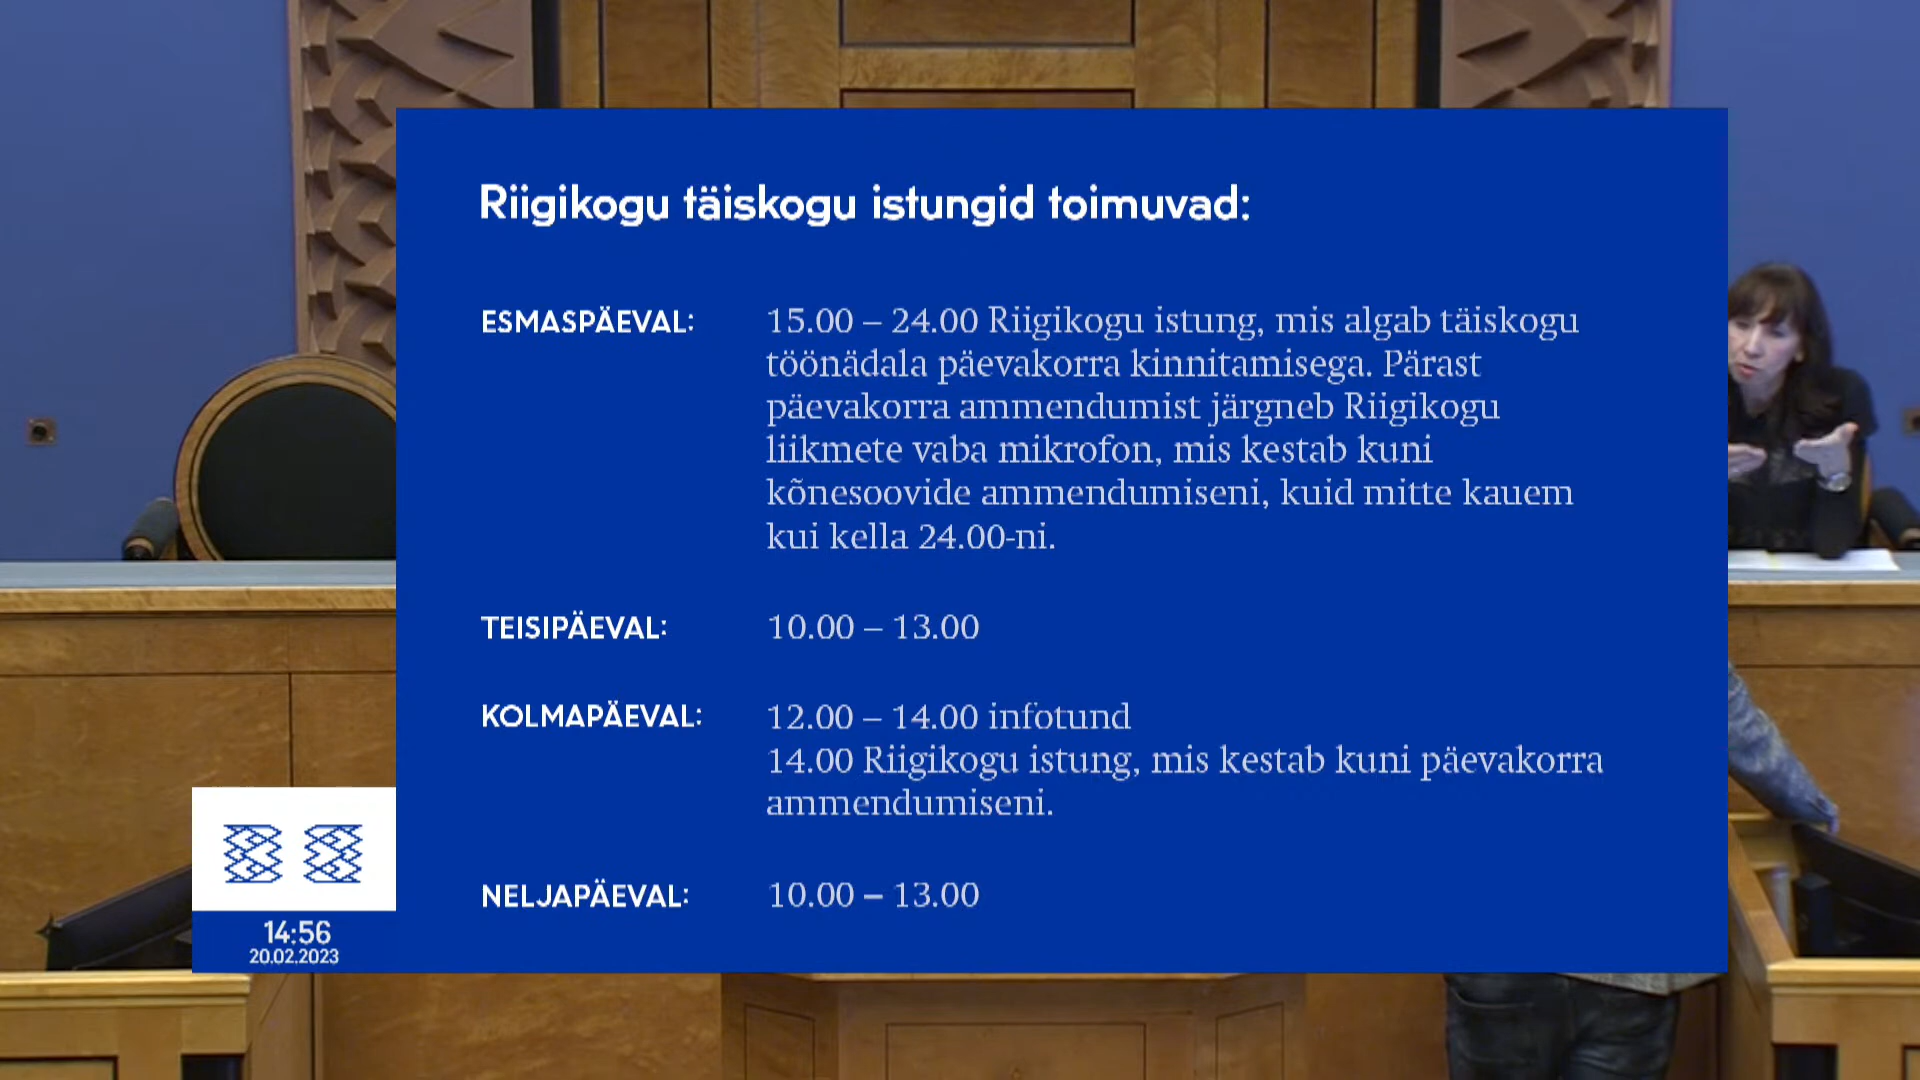 Riigikogu täiskogu istungid toimuvad:
ESMASPÄEVAL:
15.00 – 24.00 Riigikogu istung, mis algab täiskogu
töönädala päevakorra kinnitamisega. Pärast
päevakorra ammendumist järgneb Riigikogu
liikmete vaba mikrofon, mis kestab kuni
kõnesoovide ammendumiseni, kuid mitte kauem
kui kella 24.00-ni.
TEISIPÄEVAL:
10.00 – 13.00
KOLMAPÄEVAL:
12.00 – 14.00 infotund
14.00 Riigikogu istung, mis kestab kuni päevakorra
ammendumiseni.
NELJAPÄEVAL:
10.00 – 13.00
14:56
20.02.2023